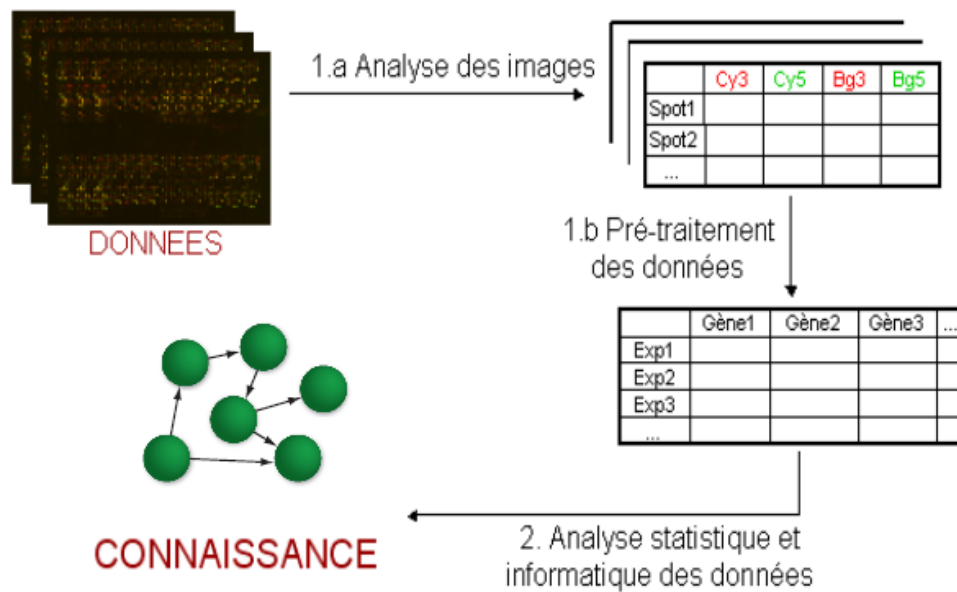 1.a Analyse des images
DONNEES
Cy3 Cy5 Bg3 Bg5
Spot1
Spot2
...
1.b Pré-traitement
des données
Gène1 Gène2 Gène3 ...
Exp1
Exp2
Exp3
...
2. Analyse statistique et
informatique des données
CONNAISSANCE